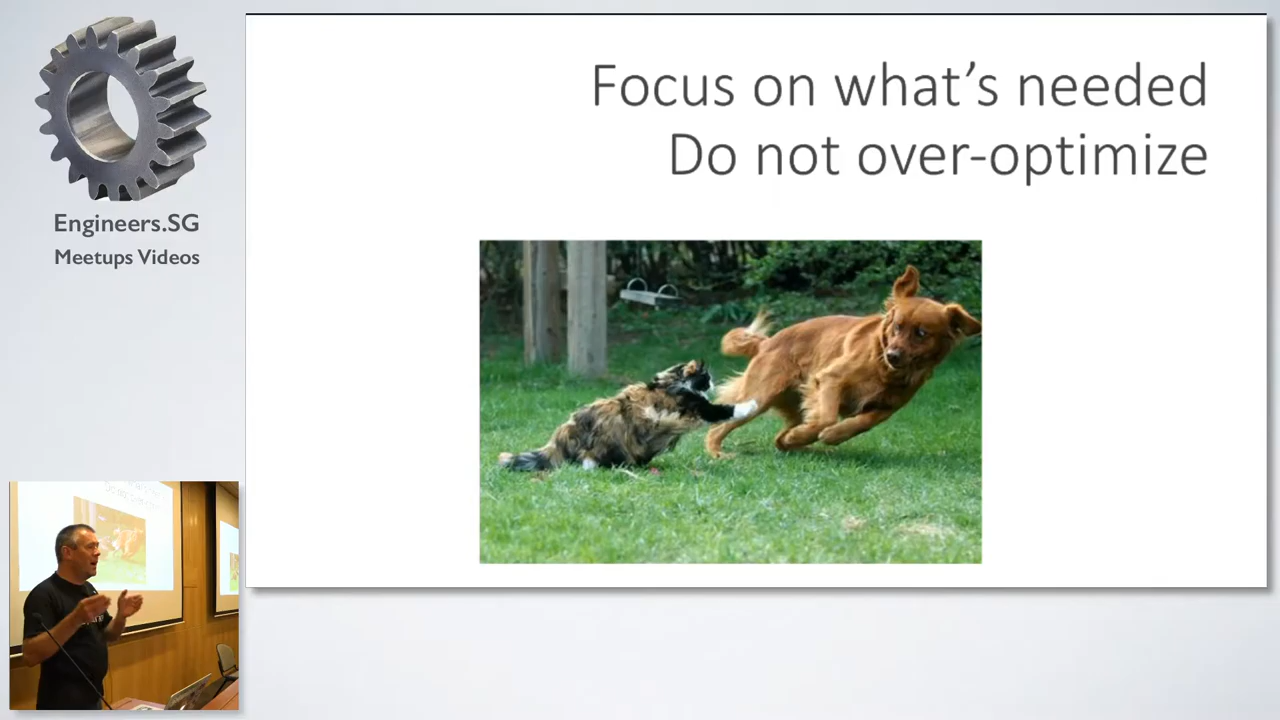 Engineers.SG
Meetups Videos
Focus on what's needed
Do not over-optimize